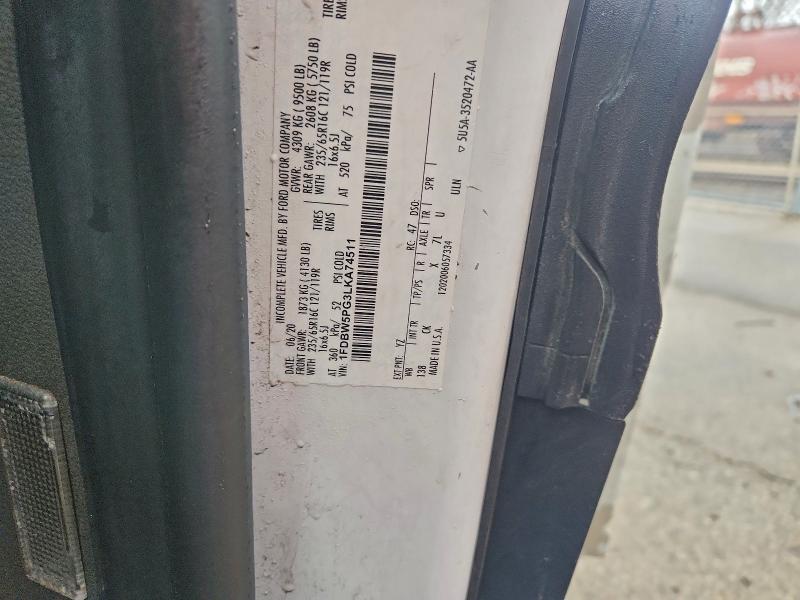 INCOMPLETE VEHICLE MFD. BY FORD MOTOR COMPANY
DATE: 06/20 GVWR: 4309 KG ( 9500 LB)
FRONT GAWR: 1873 KG ( 4130 LB) REAR GAWR: 2608 KG ( 5750 LB)
WITH 235/65R16C 121/119R TIRES WITH 235/65R16C 121/119R TIRES
16x6.5J RIMS 16x6.5J RIMS
AT 360 kPa/ 52 PSI COLD AT 520 kPa/ 75 PSI COLD
VIN: 1FDBW5PG3LKA74511
EXT PNT: YZ RC: 47 DSO:
WB INT TR TP/PS R AXLE TR SPR
138 CK X 7L U
MADE IN U.S.A. 1202006057334 ULN
5U5A-3520472-AA